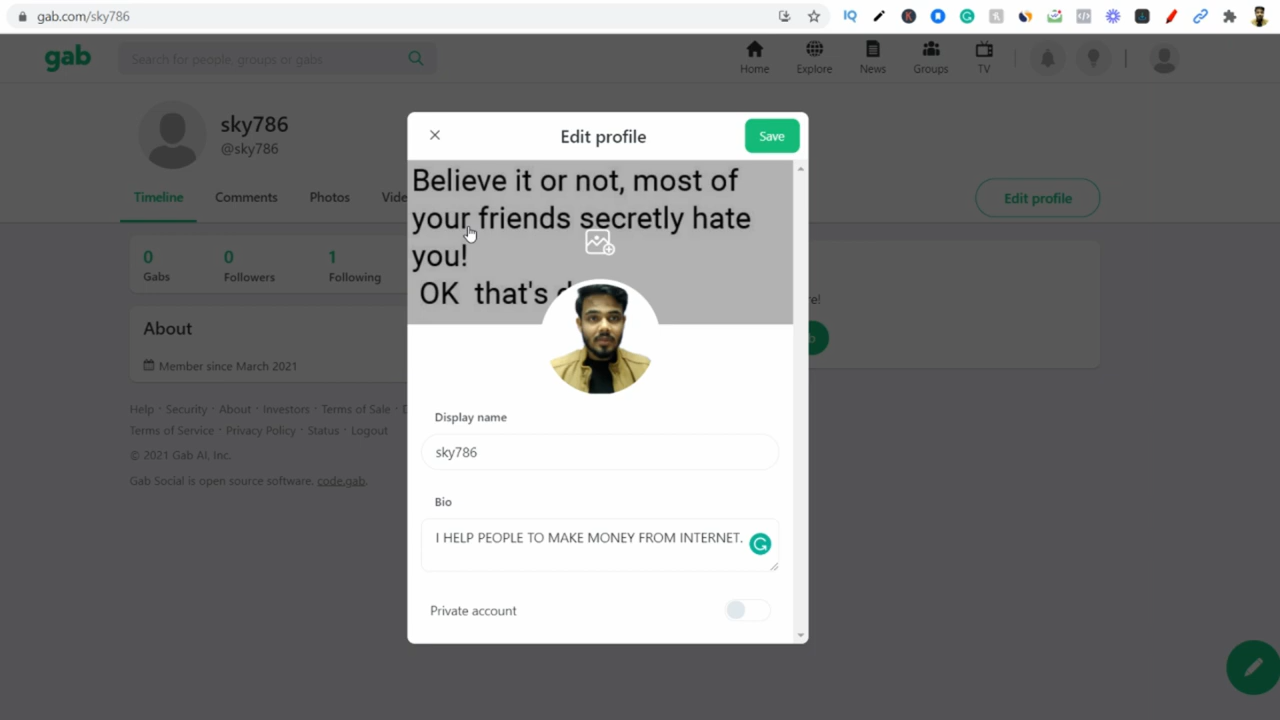 gab.com/sky786
gab
Search for people, groups or gabs
Home
Explore
News
Groups
TV
sky786
@sky786
Timeline
Comments
Photos
Edit profile
0
Gabs
0
Followers
1
Following
About
Member since March 2021
Help · Security · About · Investors · Terms of Sale ·
Terms of Service · Privacy Policy · Status · Logout
© 2021 Gab AI, Inc.
Gab Social is open source software. code.gab.
Edit profile
Save
Believe it or not, most of
your friends secretly hate
you!
OK that's
Display name
sky786
Bio
I HELP PEOPLE TO MAKE MONEY FROM INTERNET.
Private account